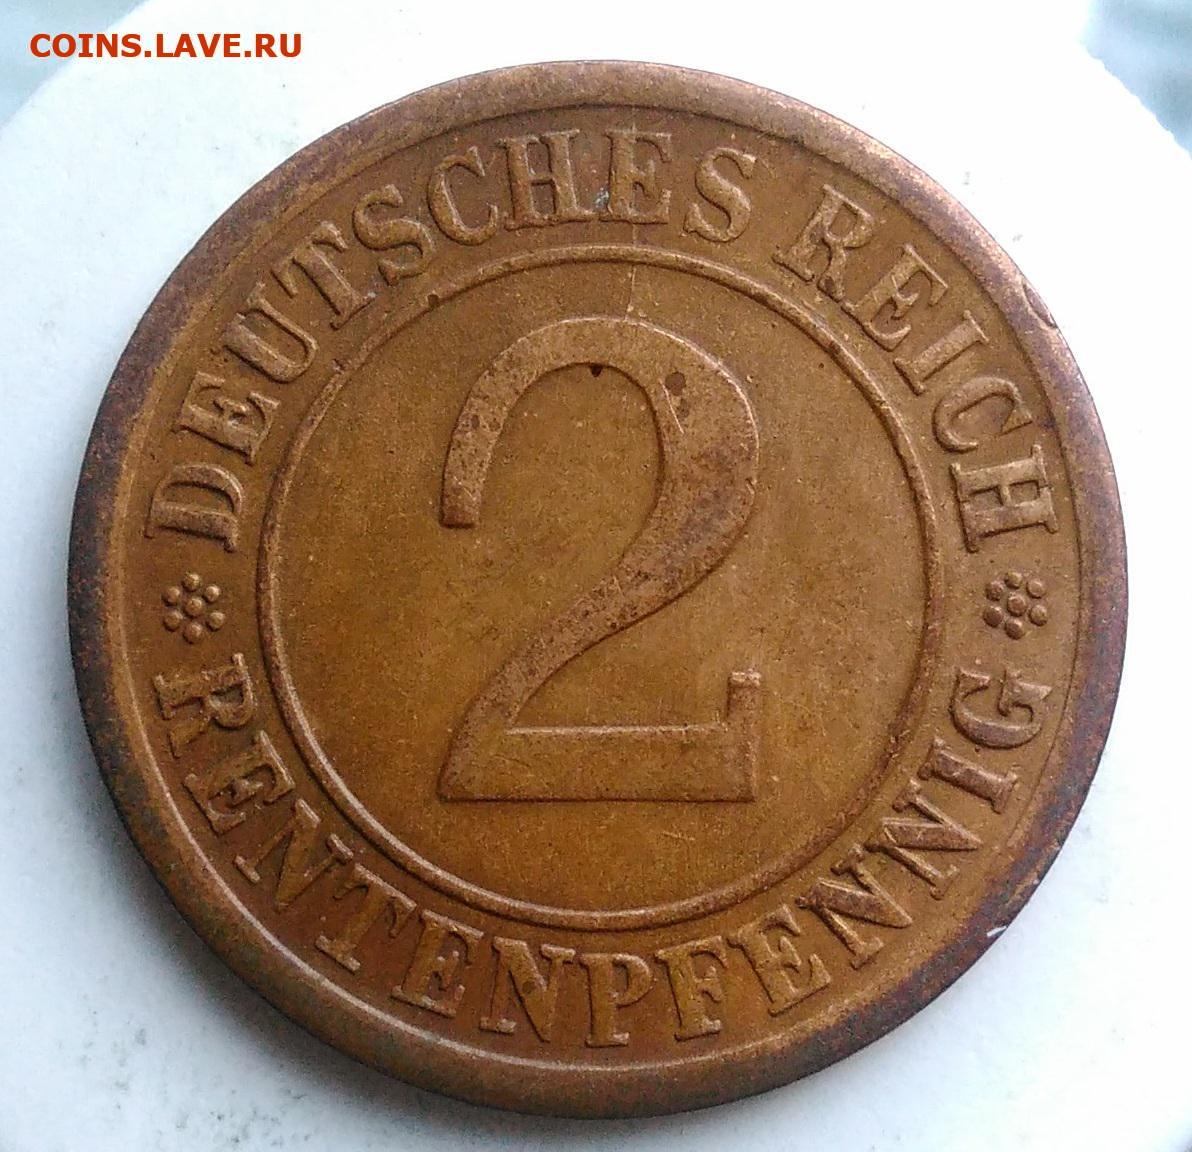 COINS.LAVE.RU
DEUTSCHES REICH
2
RENTENPFENNIG